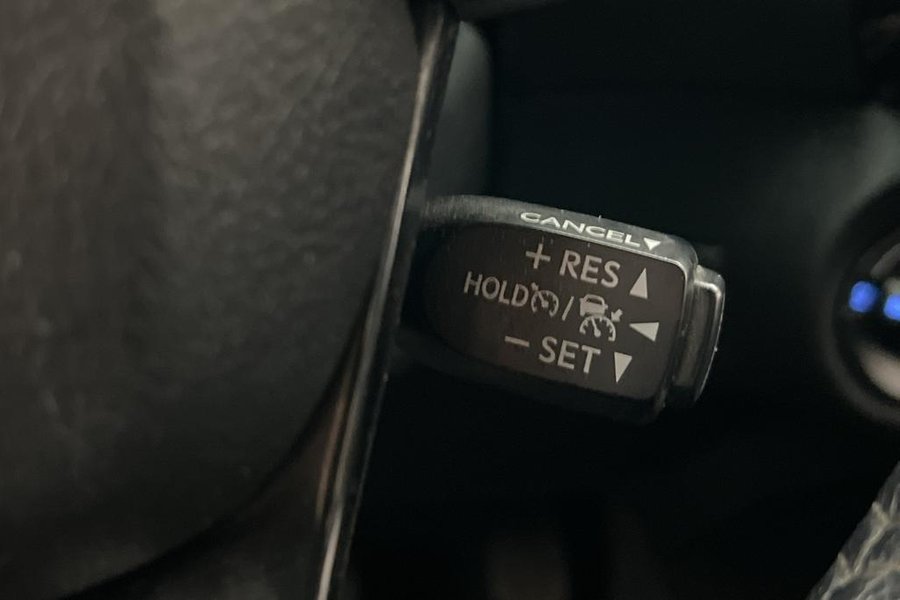 CANCEL▼
+ RES ▲
HOLD / ◀
− SET ▼